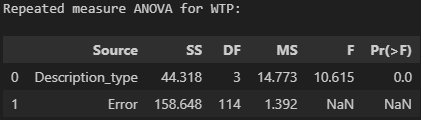 Repeated measure ANOVA for WTP:
Source SS DF MS F Pr(>F)
0 Description_type 44.318 3 14.773 10.615 0.0
1 Error 158.648 114 1.392 NaN NaN